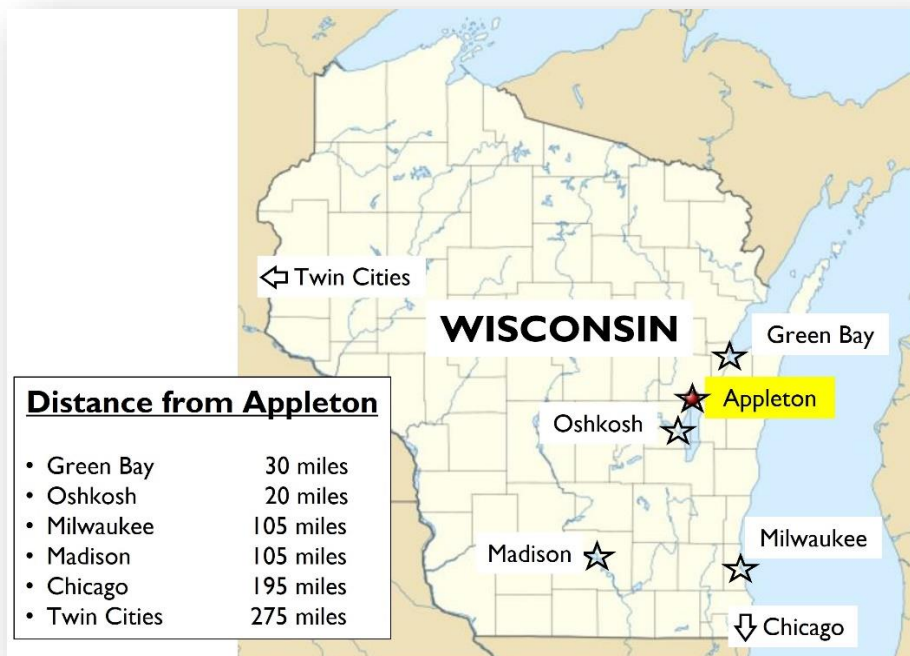 Twin Cities
WISCONSIN
Green Bay
Appleton
Oshkosh
Madison
Milwaukee
Chicago
Distance from Appleton
• Green Bay 30 miles
• Oshkosh 20 miles
• Milwaukee 105 miles
• Madison 105 miles
• Chicago 195 miles
• Twin Cities 275 miles